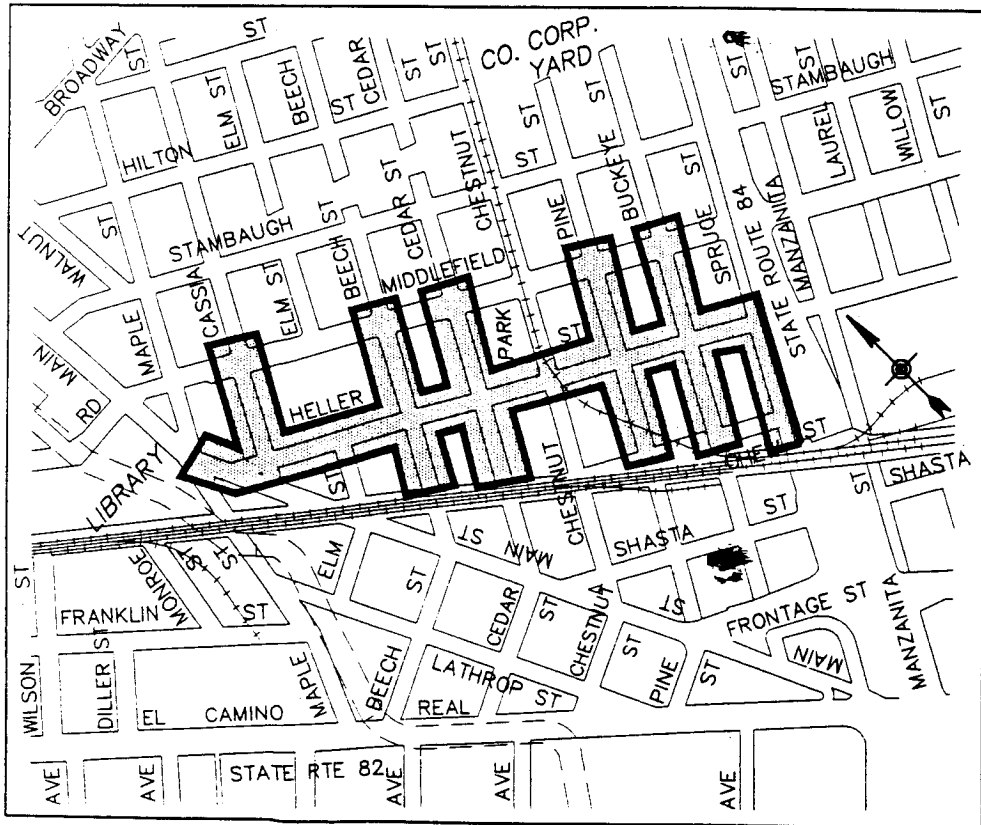 BROADWAY
ST
ST
ELM ST
BEECH
ST
CEDAR
ST
ST
CO. CORP.
YARD
ST
ST
ST
ST
STAMBAUGH
HILTON
ST
WALNUT
ST
STAMBAUGH
ST
CEDAR ST
CHESTNUT
PINE
BUCKEYE
ST
SPRUCE
STATE ROUTE 84
MANZANITA
LAUREL
WILLOW
ST
MAIN
RD
MAPLE
CASSIA
ELM ST
BEECH
MIDDLEFIELD
PARK
ST
HELLER
LIBRARY
ST
CHESTNUT
ST
ST
SHASTA
MONROE
ST
ST
ELM
ST
MAIN
SHASTA
ST
ST
FRANKLIN
ST
ST
CEDAR
ST
CHESTNUT
ST
ST
FRONTAGE ST
MAIN
MANZANITA
WILSON
DILLER ST
EL CAMINO REAL
MAPLE
BEECH
LATHROP
ST
PINE
ST
STATE RTE 82
AVE
AVE
AVE
AVE
AVE